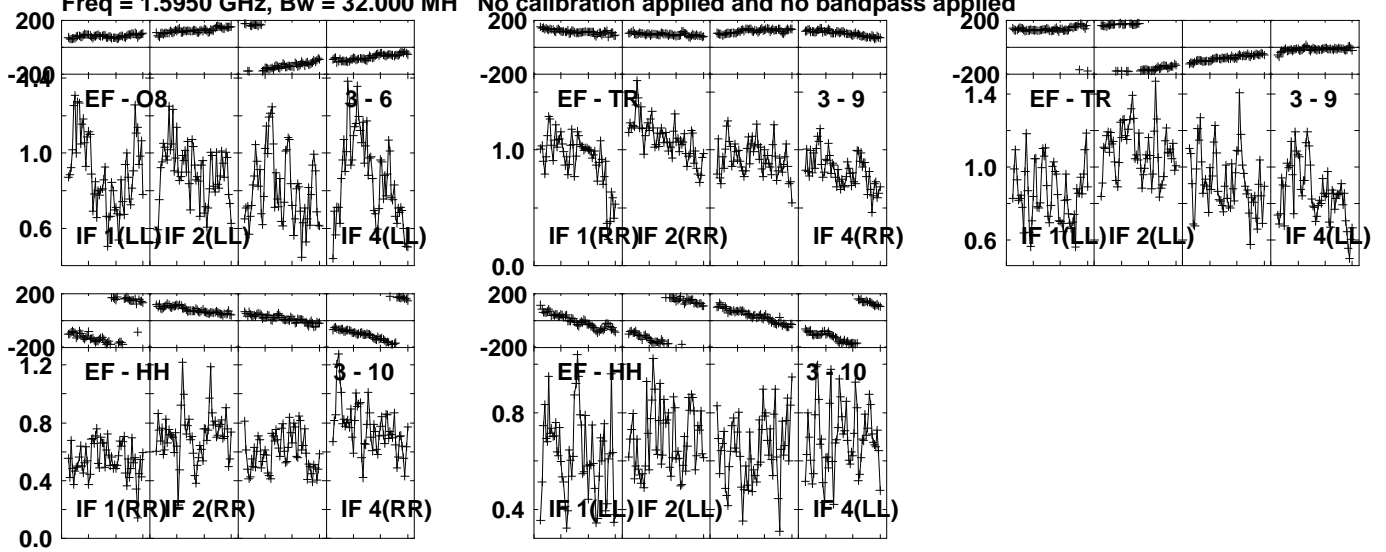 Freq = 1.5950 GHz, Bw = 32.000 MH No calibration applied and no bandpass applied
200 200 200
-200 -200 -200
1.4 EF - O8 3 - 6 EF - TR 3 - 9 1.4 EF - TR 3 - 9
1.0 1.0 1.0
0.6 IF 1(LL) IF 2(LL) IF 4(LL) IF 1(RR) IF 2(RR) IF 4(RR) 0.6 IF 1(LL) IF 2(LL) IF 4(LL)
0.0
200 200
-200 -200
1.2 EF - HH 3 - 10 EF - HH 3 - 10
0.8 0.8
0.4 IF 1(RR) IF 2(RR) IF 4(RR) 0.4 IF 1(LL) IF 2(LL) IF 4(LL)
0.0